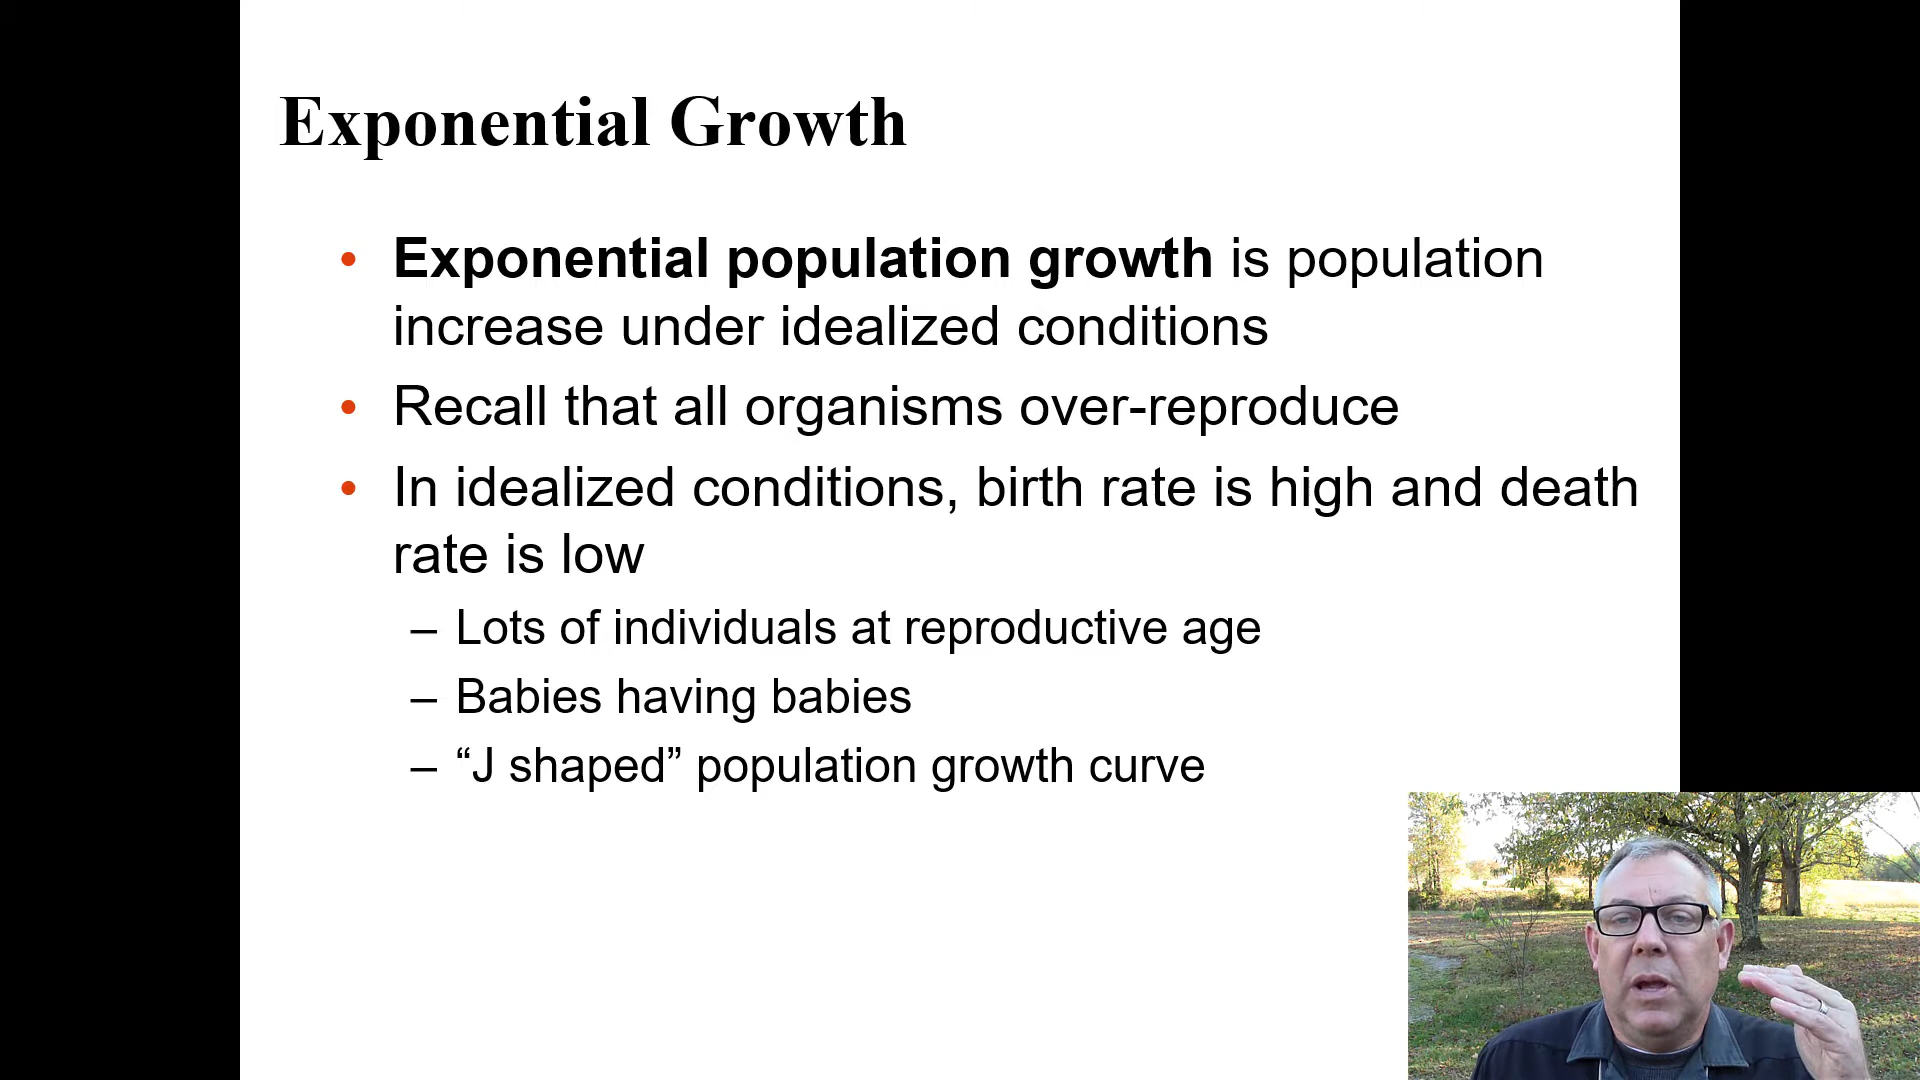 Exponential Growth
• Exponential population growth is population
increase under idealized conditions
• Recall that all organisms over-reproduce
• In idealized conditions, birth rate is high and death
rate is low
– Lots of individuals at reproductive age
– Babies having babies
– “J shaped” population growth curve